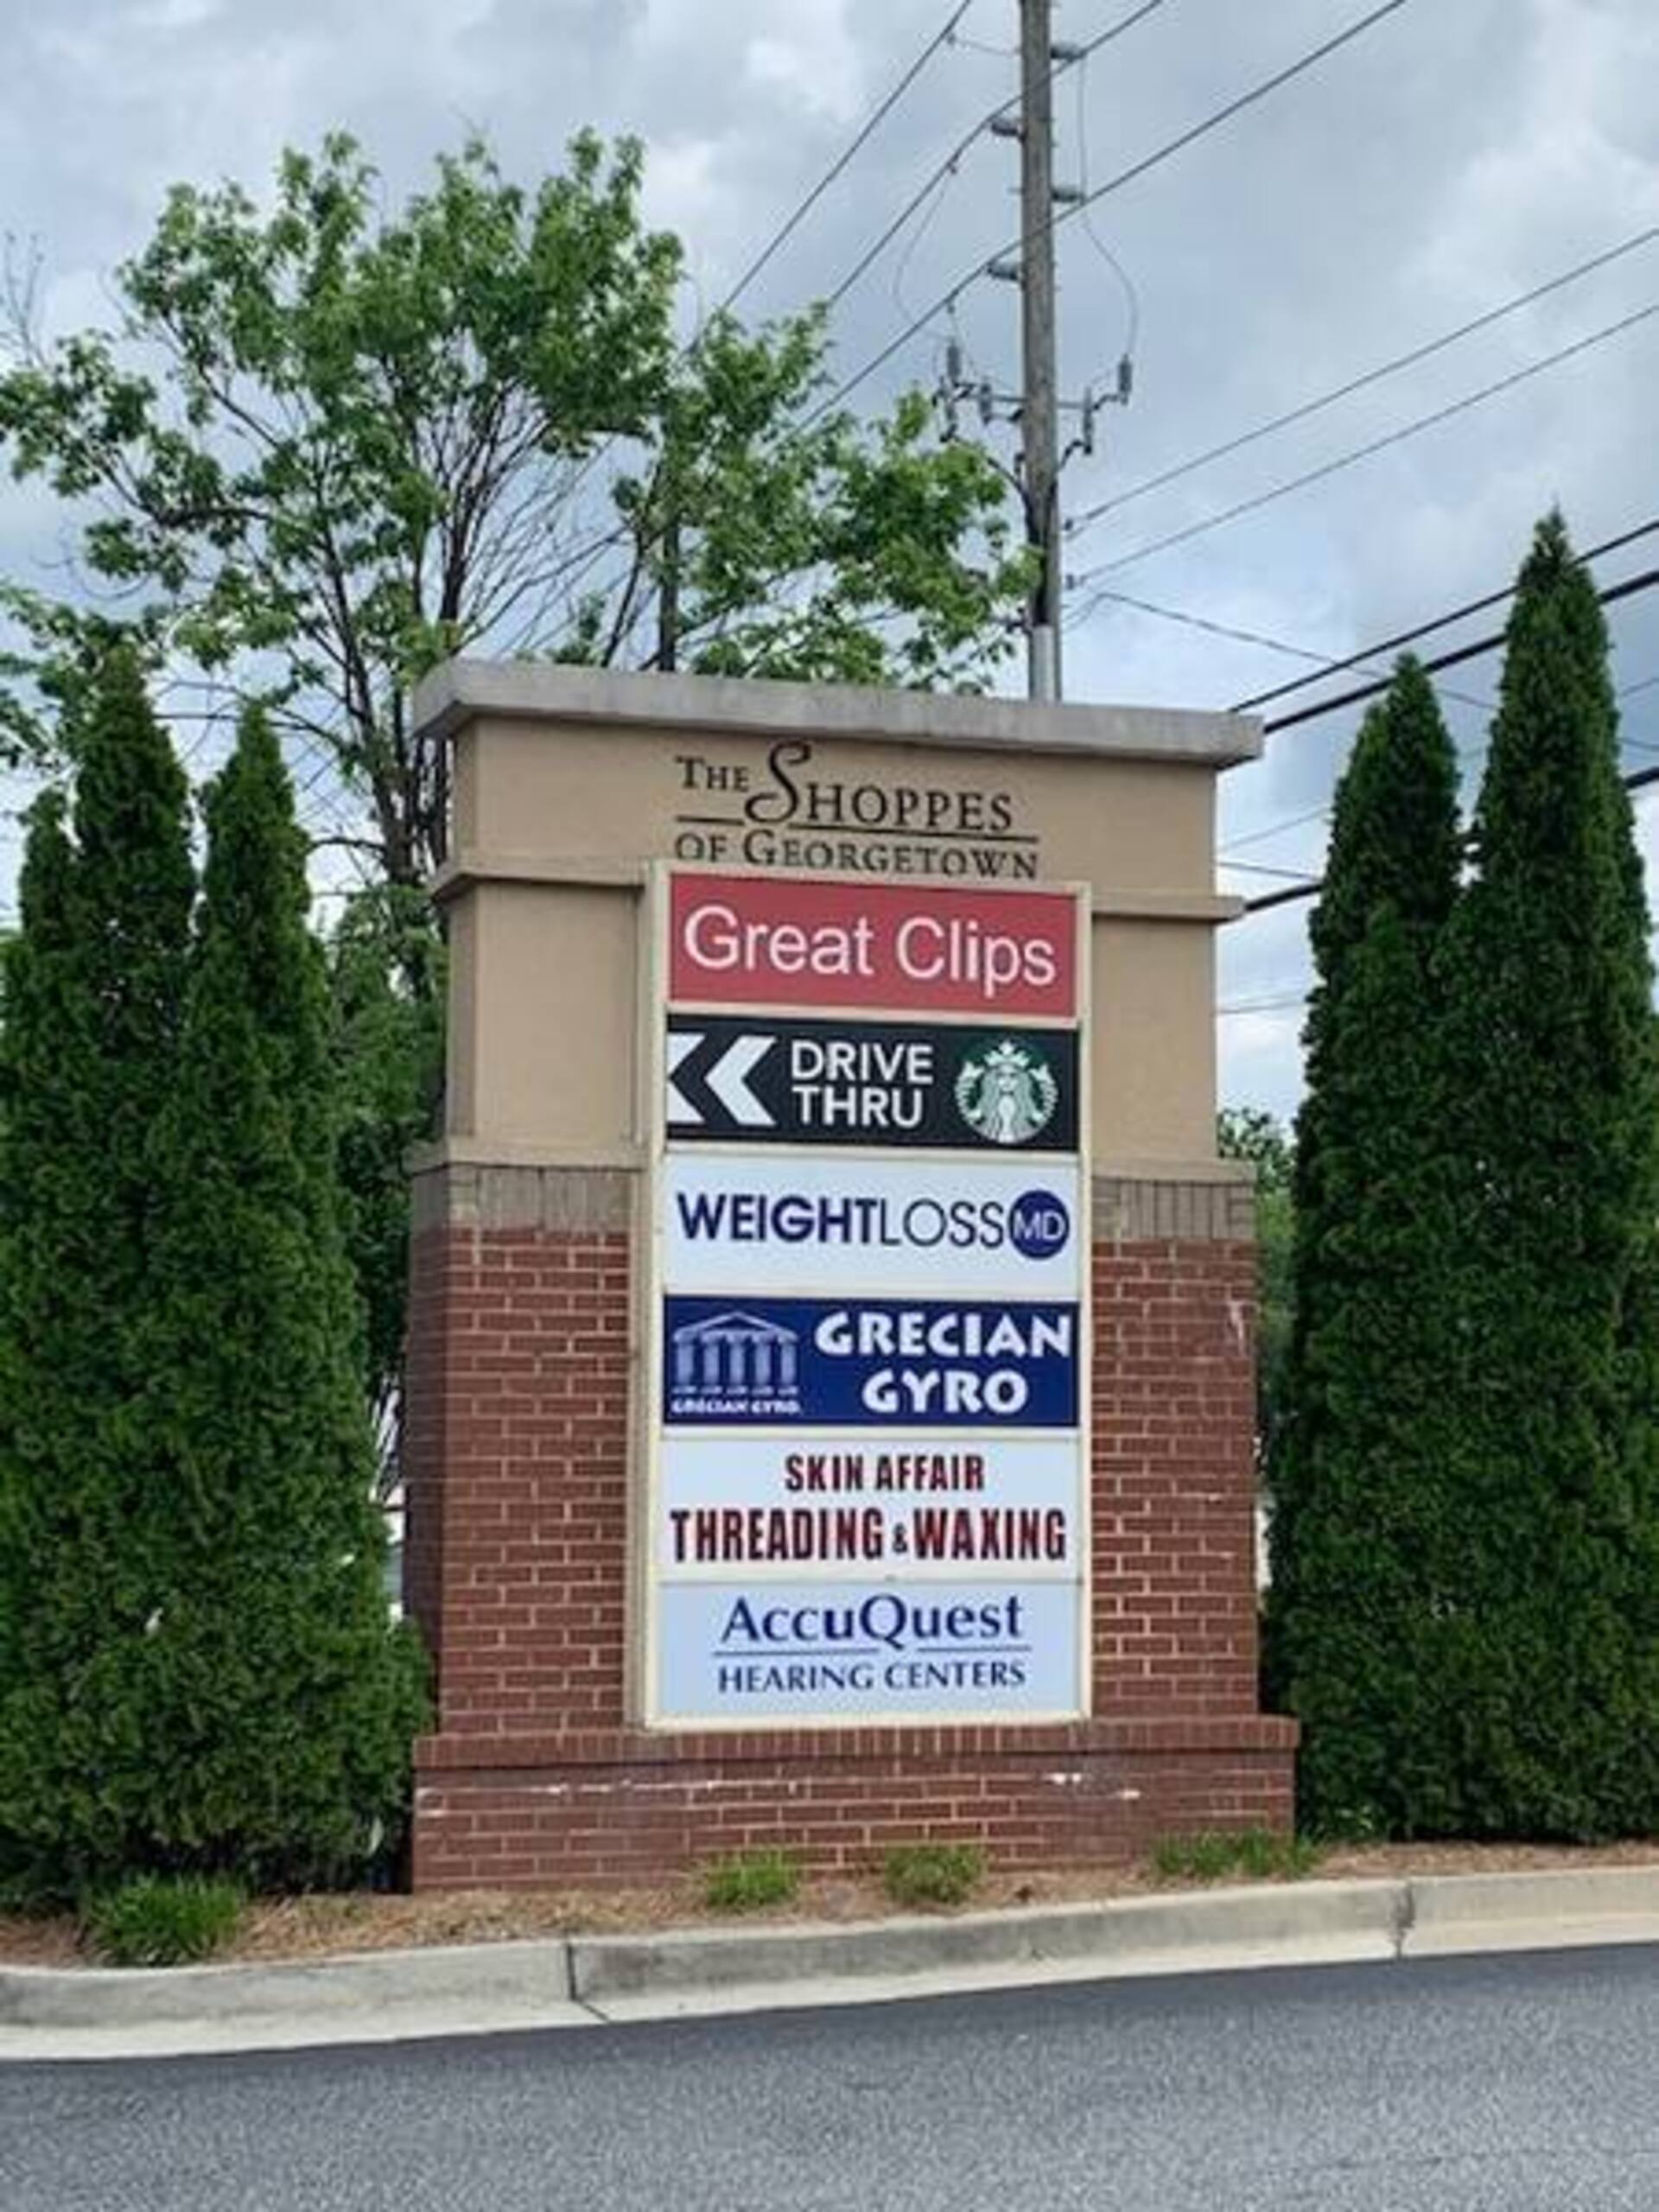 THE SHOPPES
OF GEORGETOWN
Great Clips
DRIVE
THRU
WEIGHTLOSS MD
GRECIAN
GYRO
GRECIAN GYRO
SKIN AFFAIR
THREADING & WAXING
AccuQuest
HEARING CENTERS